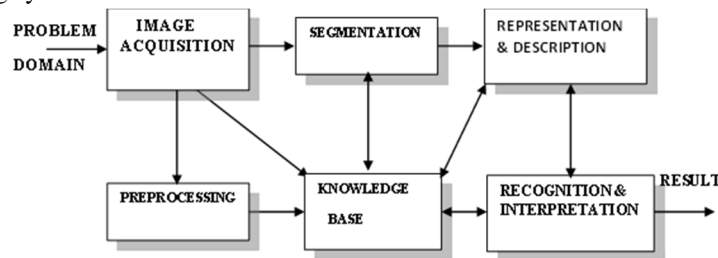 PROBLEM
DOMAIN
IMAGE
ACQUISITION
SEGMENTATION
REPRESENTATION
& DESCRIPTION
PREPROCESSING
KNOWLEDGE
BASE
RECOGNITION &
INTERPRETATION
RESULT